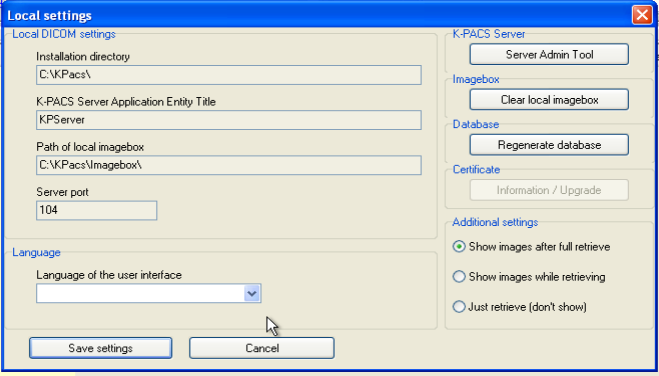 Local settings
Local DICOM settings
Installation directory
C:\KPacs\
K-PACS Server Application Entity Title
KPServer
Path of local imagebox
C:\KPacs\Imagebox\
Server port
104
Language
Language of the user interface
Save settings
Cancel
K-PACS Server
Server Admin Tool
Imagebox
Clear local imagebox
Database
Regenerate database
Certificate
Information / Upgrade
Additional settings
Show images after full retrieve
Show images while retrieving
Just retrieve (don't show)